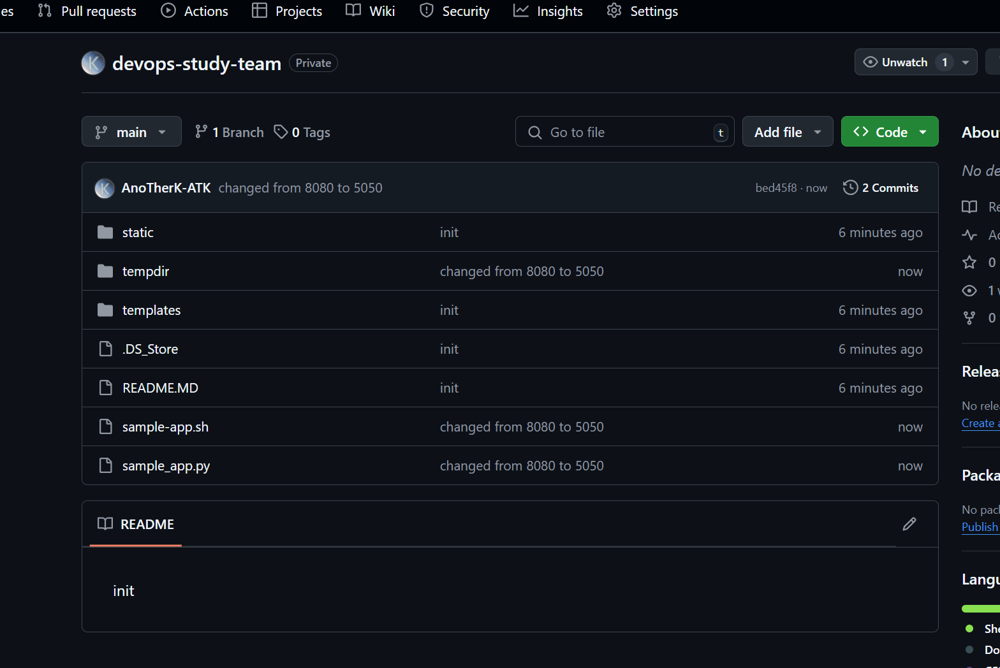 es Pull requests Actions Projects Wiki Security Insights Settings
K devops-study-team Private Unwatch 1
main 1 Branch 0 Tags Go to file t Add file Code
K AnoTherK-ATK changed from 8080 to 5050 bed45f8 · now 2 Commits
static init 6 minutes ago
tempdir changed from 8080 to 5050 now
templates init 6 minutes ago
.DS_Store init 6 minutes ago
README.MD init 6 minutes ago
sample-app.sh changed from 8080 to 5050 now
sample_app.py changed from 8080 to 5050 now
README
init
Abou
No de
Re
Ac
0
1 w
0
Relea
No rele
Create a
Packa
No pac
Publish
Langu
She
Do